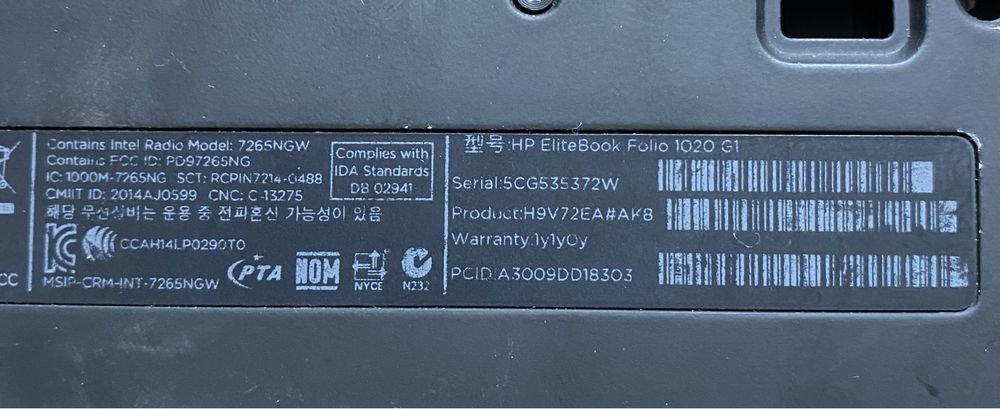 Contains Intel Radio Model: 7265NGW
Contains FCC ID: PD97265NG
IC: 1000M-7265NG SCT: RCPIN7214-0488
CMIIT ID: 2014AJ0599 CNC: C-13275
해당 무선설비는 운용 중 전파혼신 가능성이 있음
CCAH14LP0290T0
MSIP-CRM-INT-7265NGW
CC
Complies with
IDA Standards
DB 02941
PTA
NOM
NYCE
N232
型号:HP EliteBook Folio 1020 G1
Serial:5CG535372W
Product:H9V72EA#AK8
Warranty:1y1y0y
PCID:A3009DD18303